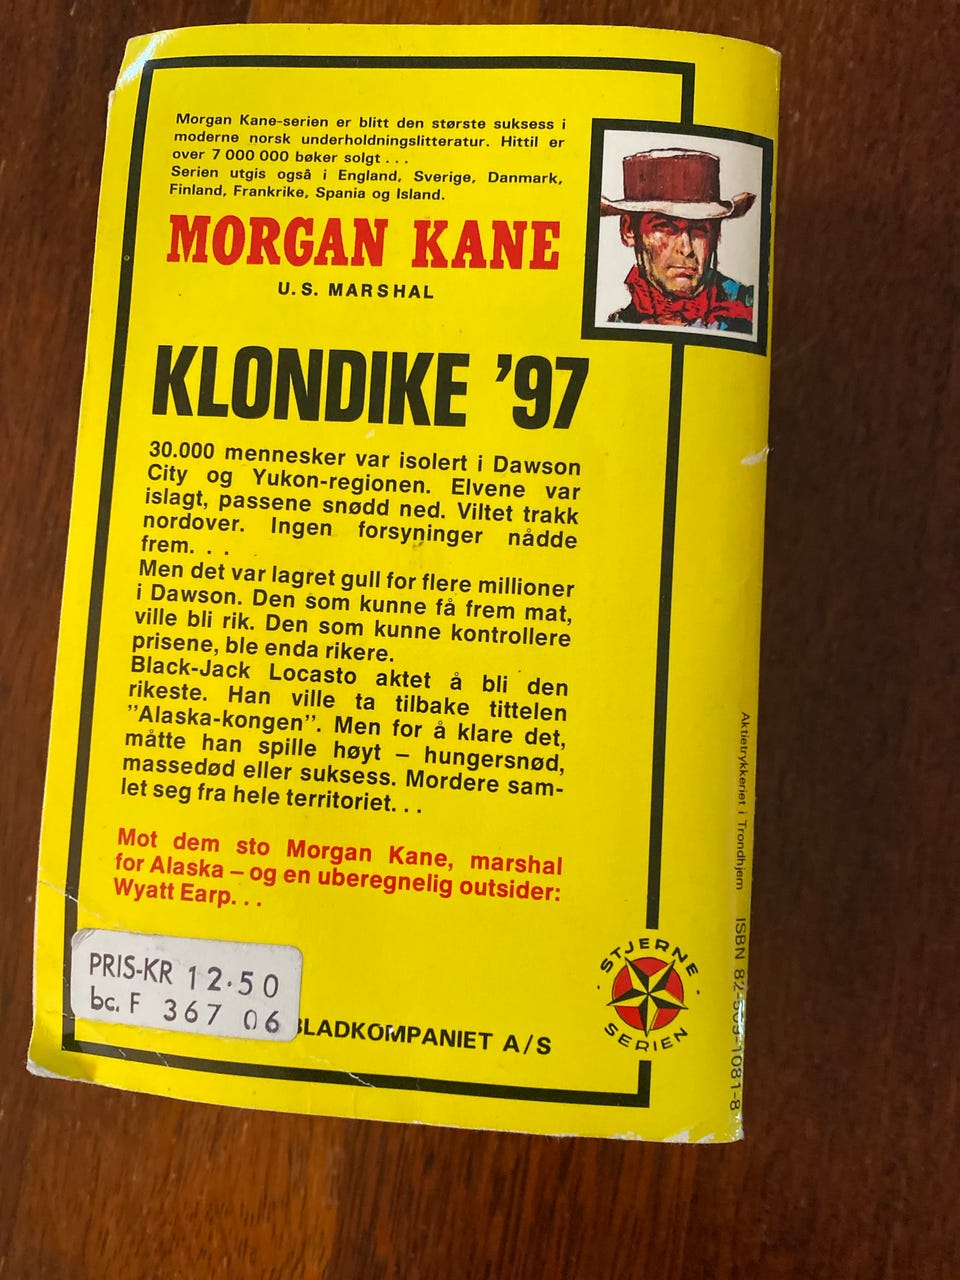 Morgan Kane-serien er blitt den største suksess i
moderne norsk underholdningslitteratur. Hittil er
over 7 000 000 bøker solgt . . .
Serien utgis også i England, Sverige, Danmark,
Finland, Frankrike, Spania og Island.
MORGAN KANE
U.S. MARSHAL
KLONDIKE ’97
30.000 mennesker var isolert i Dawson
City og Yukon-regionen. Elvene var
islagt, passene snødd ned. Viltet trakk
nordover. Ingen forsyninger nådde
frem. . .
Men det var lagret gull for flere millioner
i Dawson. Den som kunne få frem mat,
ville bli rik. Den som kunne kontrollere
prisene, ble enda rikere.
Black-Jack Locasto aktet å bli den
rikeste. Han ville ta tilbake tittelen
”Alaska-kongen”. Men for å klare det,
måtte han spille høyt – hungersnød,
massedød eller suksess. Mordere sam-
let seg fra hele territoriet. . .
Mot dem sto Morgan Kane, marshal
for Alaska – og en uberegnelig outsider:
Wyatt Earp. . .
PRIS-KR 12.50
bc. F 367 06
BLADKOMPANIET A/S
STJERNE
SERIEN
Aktietrykkeriet i Trondhjem ISBN 82-509-1081-8